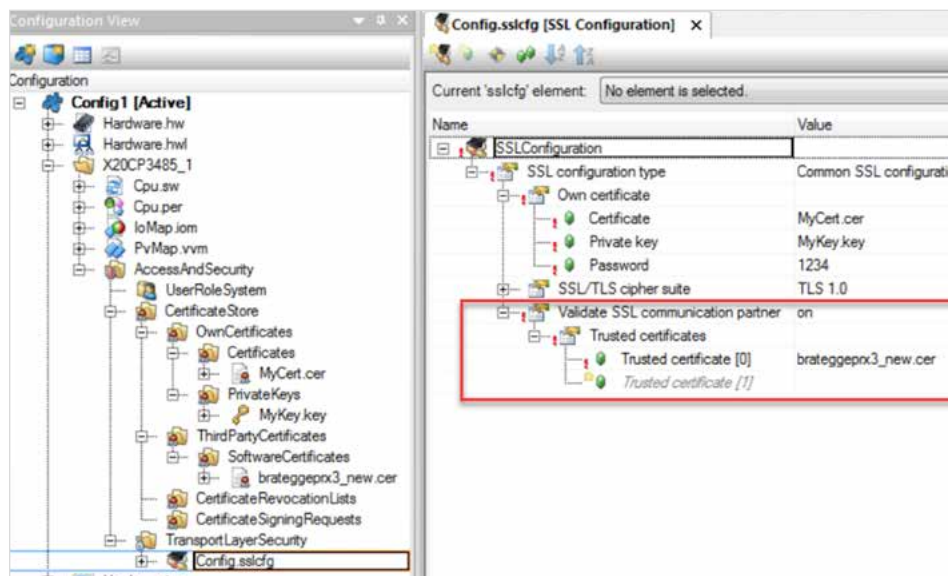 Configuration View
Configuration
Config1 [Active]
Hardware.hw
Hardware.hwl
X20CP3485_1
Cpu.sw
Cpu.per
IoMap.iom
PvMap.vvm
AccessAndSecurity
UserRoleSystem
CertificateStore
OwnCertificates
Certificates
MyCert.cer
PrivateKeys
MyKey.key
ThirdPartyCertificates
SoftwareCertificates
brateggeprx3_new.cer
CertificateRevocationLists
CertificateSigningRequests
TransportLayerSecurity
Config.sslcfg
Config.sslcfg [SSL Configuration] X
Current 'sslcfg' element: No element is selected.
Name Value
SSLConfiguration
SSL configuration type Common SSL configurati
Own certificate
Certificate MyCert.cer
Private key MyKey.key
Password 1234
SSL/TLS cipher suite TLS 1.0
Validate SSL communication partner on
Trusted certificates
Trusted certificate [0] brateggeprx3_new.cer
Trusted certificate [1]